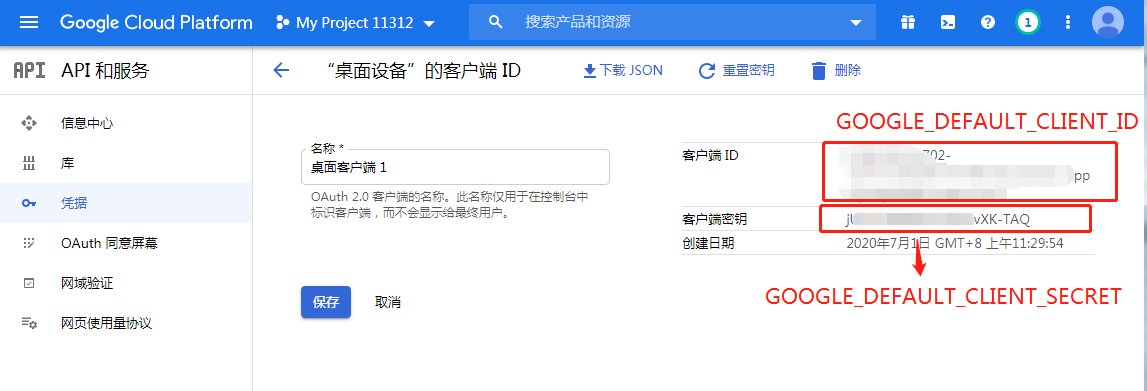 Google Cloud Platform My Project 11312 搜索产品和资源 1
API API 和服务 “桌面设备”的客户端 ID 下载 JSON 重置密钥 删除
信息中心
库
凭据
OAuth 同意屏幕
网域验证
网页使用量协议
名称 *
桌面客户端 1
OAuth 2.0 客户端的名称。此名称仅用于在控制台中
标识客户端，而不会显示给最终用户。
保存 取消
GOOGLE_DEFAULT_CLIENT_ID
客户端 ID 702-
pp
客户端密钥 jU vXK-TAQ
创建日期 2020年7月1日 GMT+8 上午11:29:54
GOOGLE_DEFAULT_CLIENT_SECRET